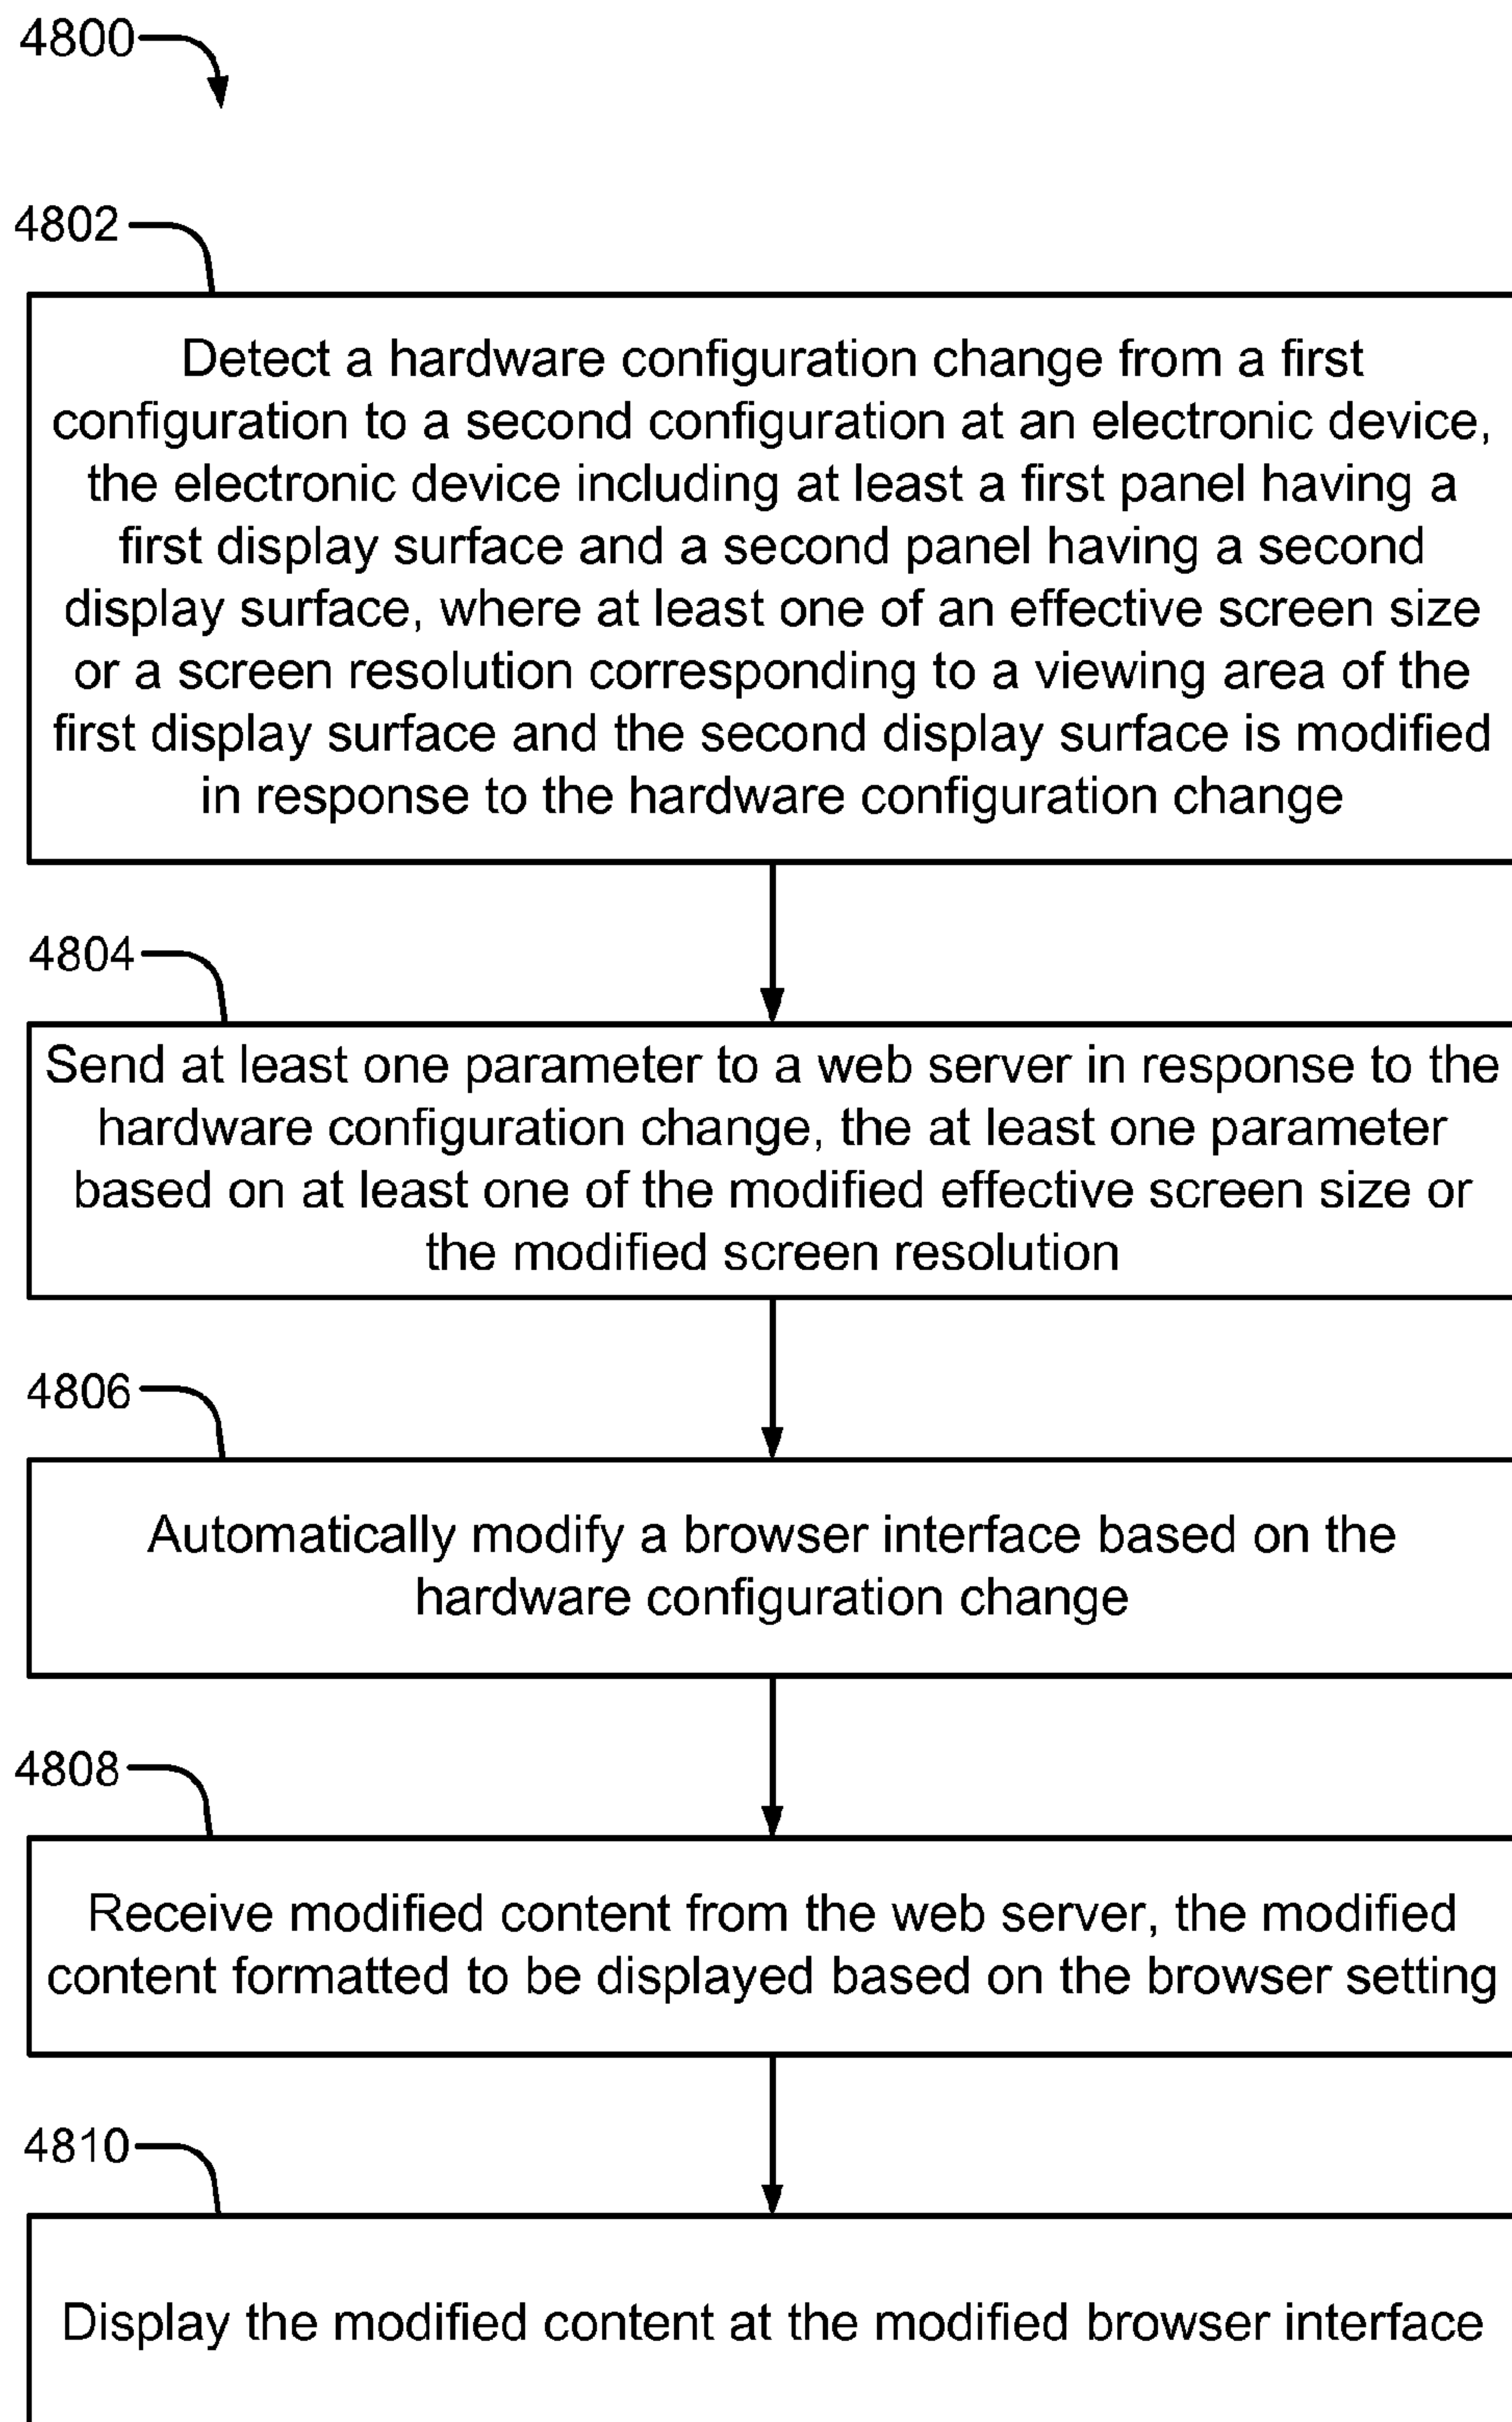 4800
4802
Detect a hardware configuration change from a first
configuration to a second configuration at an electronic device,
the electronic device including at least a first panel having a
first display surface and a second panel having a second
display surface, where at least one of an effective screen size
or a screen resolution corresponding to a viewing area of the
first display surface and the second display surface is modified
in response to the hardware configuration change
4804
Send at least one parameter to a web server in response to the
hardware configuration change, the at least one parameter
based on at least one of the modified effective screen size or
the modified screen resolution
4806
Automatically modify a browser interface based on the
hardware configuration change
4808
Receive modified content from the web server, the modified
content formatted to be displayed based on the browser setting
4810
Display the modified content at the modified browser interface